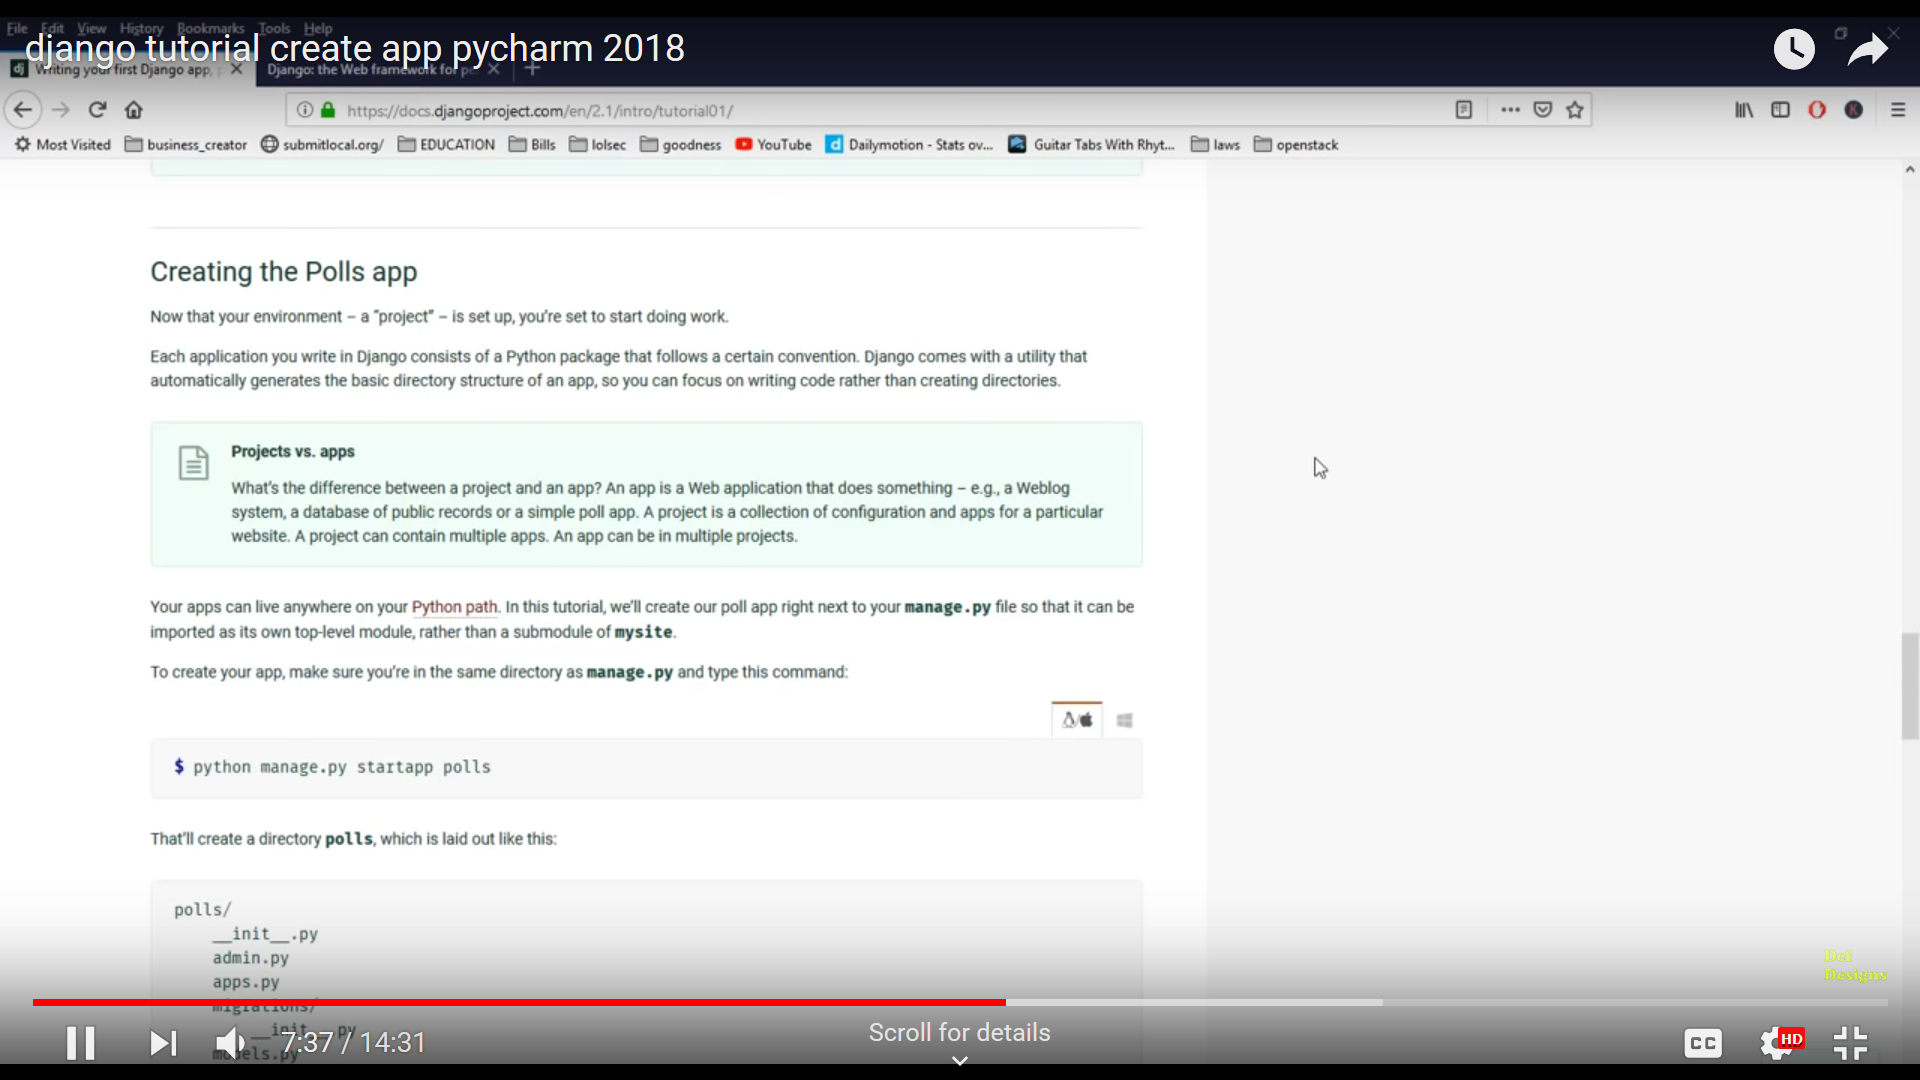 File Edit View History Bookmarks Tools Help
django tutorial create app pycharm 2018
Writing your first Django app,
Django: the Web framework for pe
https://docs.djangoproject.com/en/2.1/intro/tutorial01/
Most Visited business_creator submitlocal.org/ EDUCATION Bills lolsec goodness YouTube Dailymotion - Stats ov... Guitar Tabs With Rhyt... laws openstack
Creating the Polls app
Now that your environment – a “project” – is set up, you’re set to start doing work.
Each application you write in Django consists of a Python package that follows a certain convention. Django comes with a utility that
automatically generates the basic directory structure of an app, so you can focus on writing code rather than creating directories.
Projects vs. apps
What’s the difference between a project and an app? An app is a Web application that does something – e.g., a Weblog
system, a database of public records or a simple poll app. A project is a collection of configuration and apps for a particular
website. A project can contain multiple apps. An app can be in multiple projects.
Your apps can live anywhere on your Python path. In this tutorial, we’ll create our poll app right next to your manage.py file so that it can be
imported as its own top-level module, rather than a submodule of mysite.
To create your app, make sure you’re in the same directory as manage.py and type this command:
$ python manage.py startapp polls
That’ll create a directory polls, which is laid out like this:
polls/
__init__.py
admin.py
apps.py
migrations/
__init__.py
models.py
Def
Designs
7:37 / 14:31
Scroll for details
CC
HD